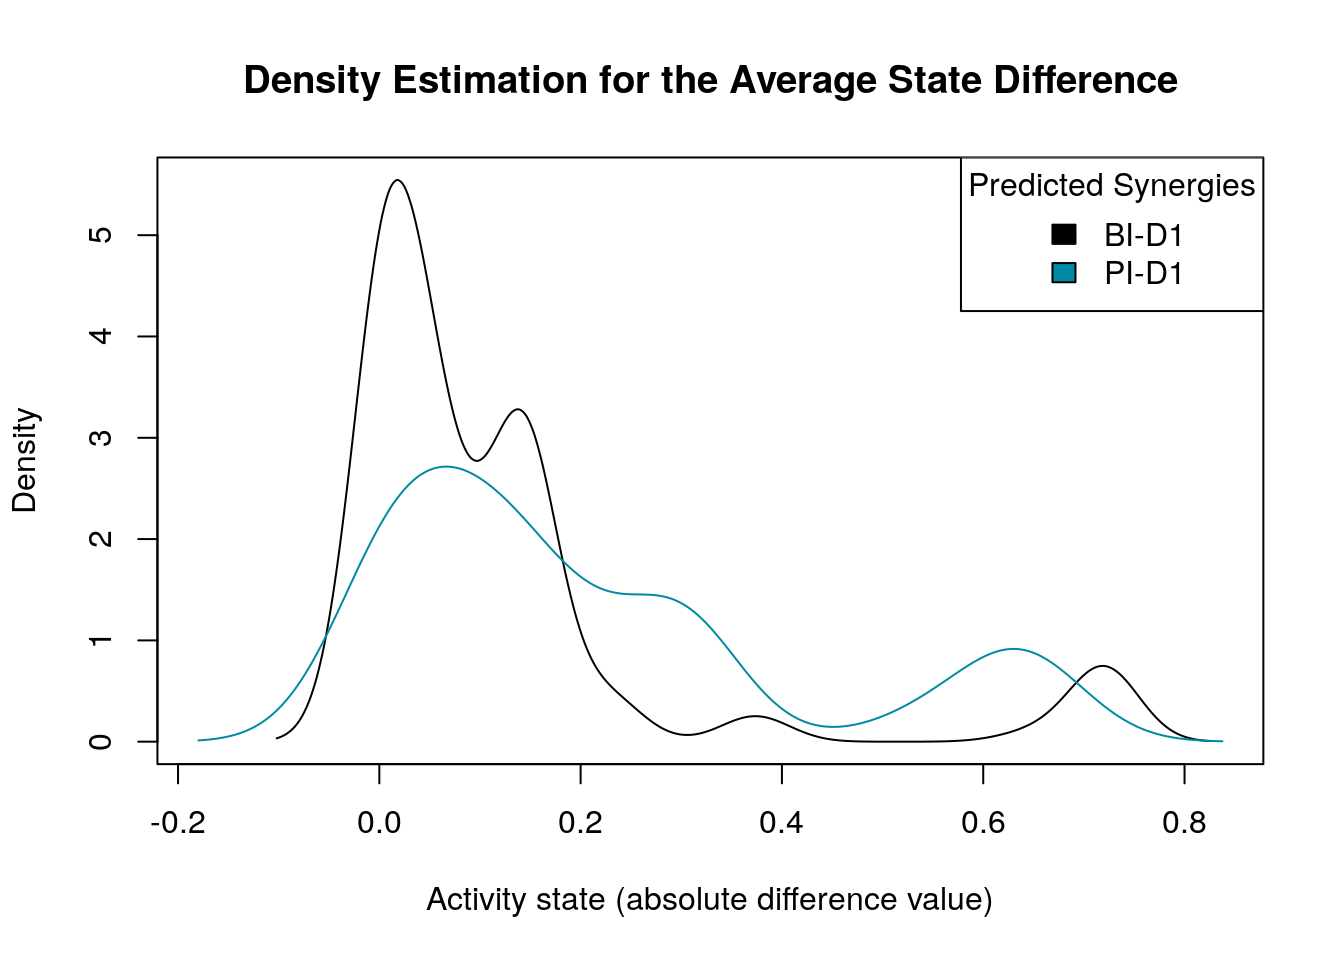 Density Estimation for the Average State Difference
Predicted Synergies
BI-D1
PI-D1
Density
5
4
3
2
1
0
-0.2 0.0 0.2 0.4 0.6 0.8
Activity state (absolute difference value)